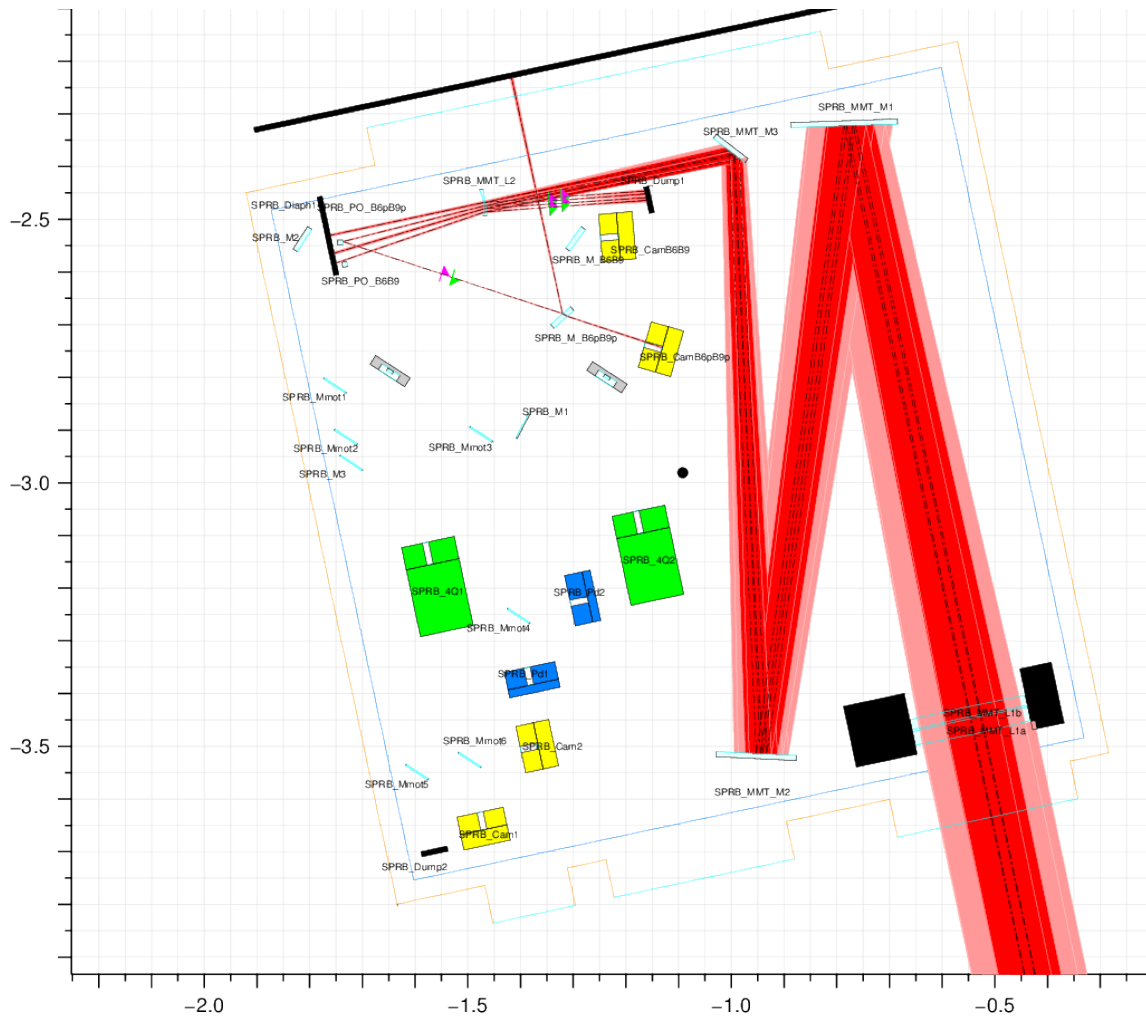 SPRB_MMT_M1
SPRB_MMT_M3
SPRB_MMT_L2
SPRB_Dump1
SPRB_Diaph1
SPRB_PO_B6pB9p
−2.5
SPRB_M2
SPRB_CamB6B9
SPRB_M_B6B9
SPRB_PO_B6B9
SPRB_M_B6pB9p
SPRB_CamB6pB9p
SPRB_Mmot1
SPRB_M1
SPRB_Mmot2
SPRB_Mmot3
SPRB_M3
−3.0
SPRB_4Q2
SPRB_4Q1
SPRB_Pd2
SPRB_Mmot4
SPRB_Pd1
SPRB_MMT_L1b
SPRB_MMT_L1a
SPRB_Mmot6
SPRB_Cam2
−3.5
SPRB_Mmot5
SPRB_MMT_M2
SPRB_Cam1
SPRB_Dump2
−2.0 −1.5 −1.0 −0.5